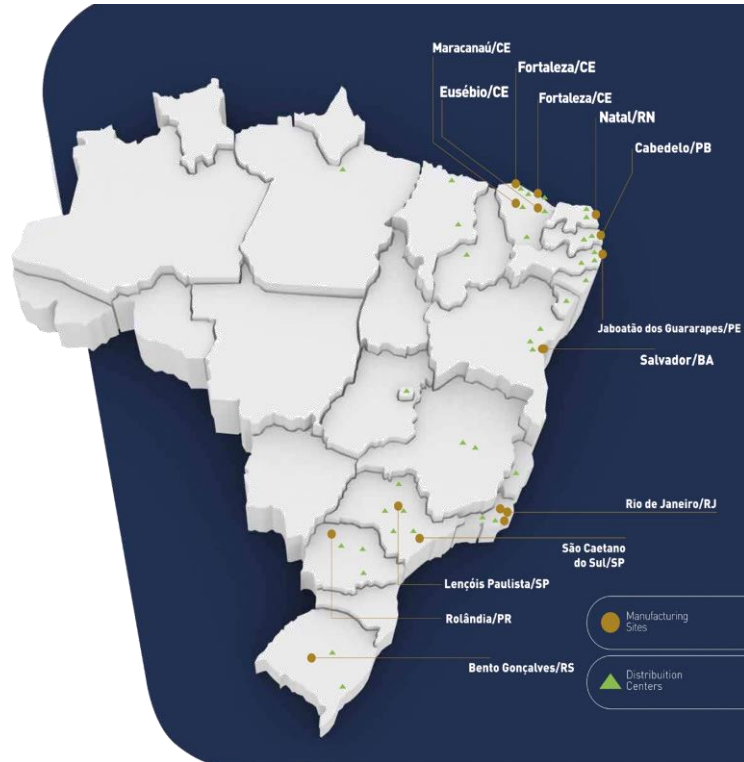 Maracanaú/CE
Fortaleza/CE
Eusébio/CE
Fortaleza/CE
Natal/RN
Cabedelo/PB
Jaboatão dos Guararapes/PE
Salvador/BA
Rio de Janeiro/RJ
São Caetano
do Sul/SP
Lençóis Paulista/SP
Rolândia/PR
Bento Gonçalves/RS
Manufacturing
Sites
Distribuition
Centers